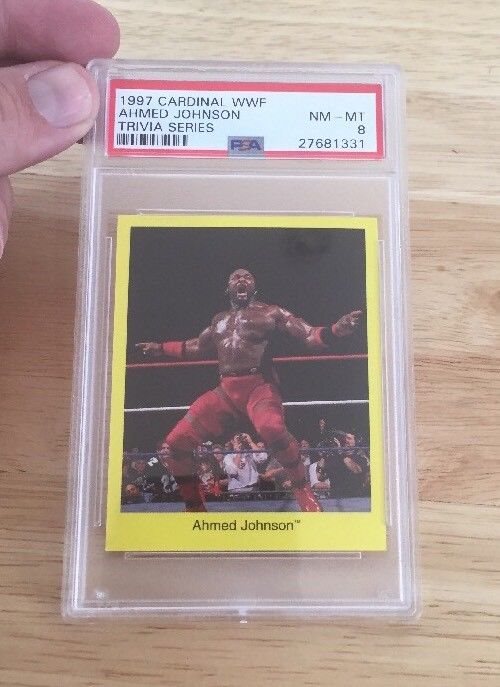 1997 CARDINAL WWF
AHMED JOHNSON
NM - MT
TRIVIA SERIES
8
PSA
27681331
Ahmed Johnson™